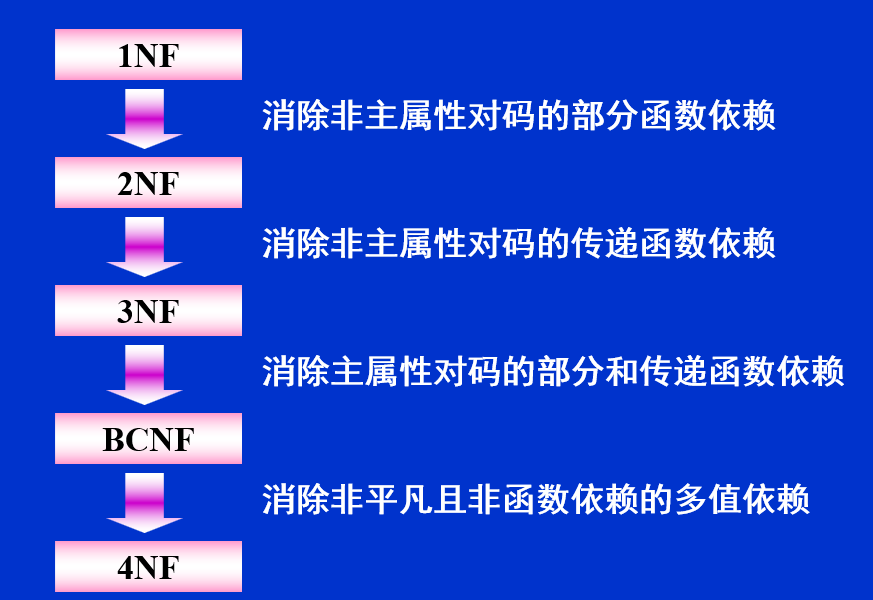 1NF
消除非主属性对码的部分函数依赖
2NF
消除非主属性对码的传递函数依赖
3NF
消除主属性对码的部分和传递函数依赖
BCNF
消除非平凡且非函数依赖的多值依赖
4NF